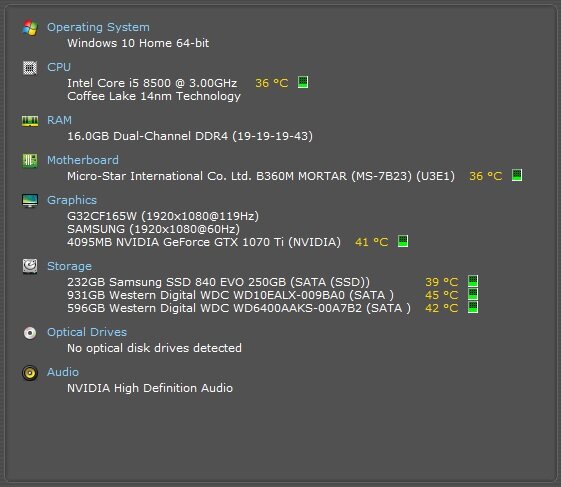 Operating System
Windows 10 Home 64-bit
CPU
Intel Core i5 8500 @ 3.00GHz 36 °C
Coffee Lake 14nm Technology
RAM
16.0GB Dual-Channel DDR4 (19-19-19-43)
Motherboard
Micro-Star International Co. Ltd. B360M MORTAR (MS-7B23) (U3E1) 36 °C
Graphics
G32CF165W (1920x1080@119Hz)
SAMSUNG (1920x1080@60Hz)
4095MB NVIDIA GeForce GTX 1070 Ti (NVIDIA) 41 °C
Storage
232GB Samsung SSD 840 EVO 250GB (SATA (SSD)) 39 °C
931GB Western Digital WDC WD10EALX-009BA0 (SATA ) 45 °C
596GB Western Digital WDC WD6400AAKS-00A7B2 (SATA ) 42 °C
Optical Drives
No optical disk drives detected
Audio
NVIDIA High Definition Audio